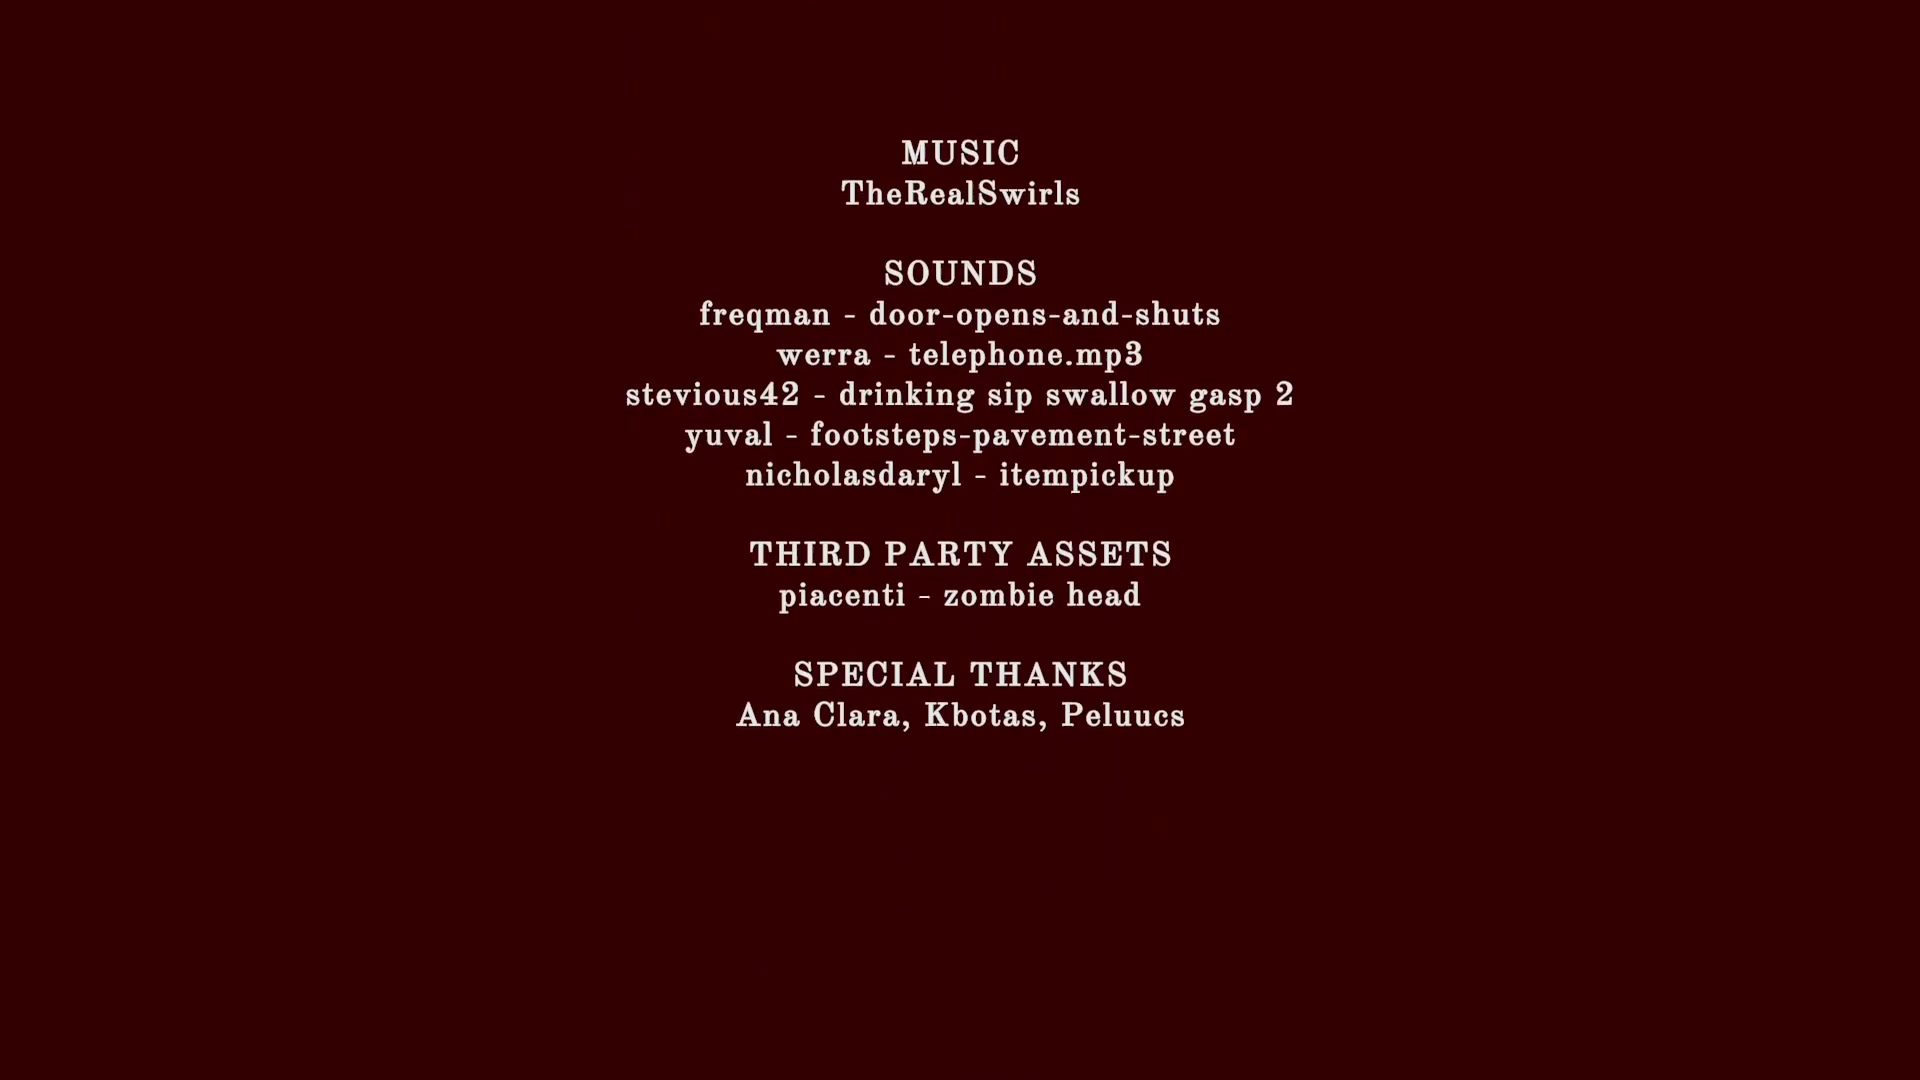 MUSIC
TheRealSwirls
SOUNDS
freqman - door-opens-and-shuts
werra - telephone.mp3
stevious42 - drinking sip swallow gasp 2
yuval - footsteps-pavement-street
nicholasdaryl - itempickup
THIRD PARTY ASSETS
piacenti - zombie head
SPECIAL THANKS
Ana Clara, Kbotas, Peluucs